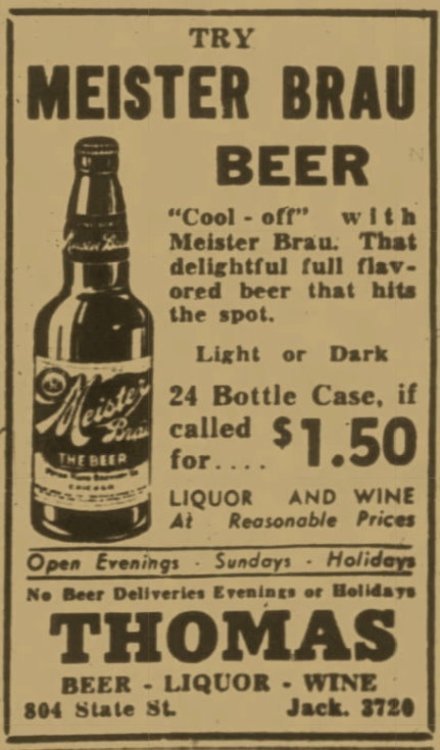 TRY
MEISTER BRAU
BEER
"Cool - off" with
Meister Brau. That
delightful full flav-
ored beer that hits
the spot.
Light or Dark
24 Bottle Case, if
called
for.... $1.50
LIQUOR AND WINE
At Reasonable Prices
Meister
Brau
THE BEER
CHICAGO
Open Evenings - Sundays - Holidays
No Beer Deliveries Evenings or Holidays
THOMAS
BEER - LIQUOR - WINE
804 State St. Jack. 3720